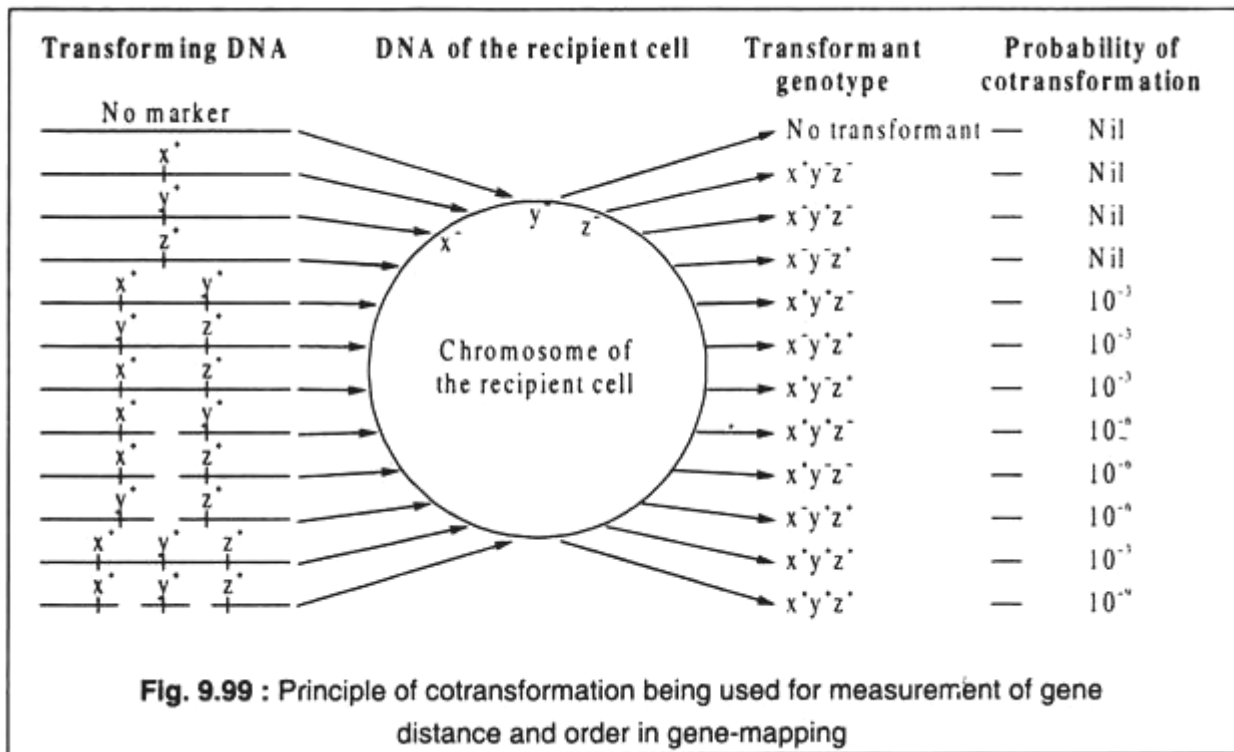 Transforming DNA DNA of the recipient cell Transformant genotype Probability of cotransformation
No marker No transformant — Nil
x⁺ x⁺y⁻z⁻ — Nil
y⁺ x⁻y⁺z⁻ — Nil
z⁺ x⁻y⁻z⁺ — Nil
x⁺ y⁺ x⁺y⁺z⁻ — 10⁻³
y⁺ z⁺ x⁻y⁺z⁺ — 10⁻³
x⁺ z⁺ x⁺y⁻z⁺ — 10⁻³
x⁺ y⁺ x⁺y⁺z⁻ — 10⁻⁶
x⁺ z⁺ x⁺y⁻z⁻ — 10⁻⁶
y⁺ z⁺ x⁻y⁺z⁺ — 10⁻⁶
x⁺ y⁺ z⁺ x⁺y⁺z⁺ — 10⁻³
x⁺ y⁺ z⁺ x⁺y⁺z⁺ — 10⁻⁹
x⁻ y⁺ z⁻
Chromosome of
the recipient cell
Fig. 9.99 : Principle of cotransformation being used for measurement of gene
distance and order in gene-mapping